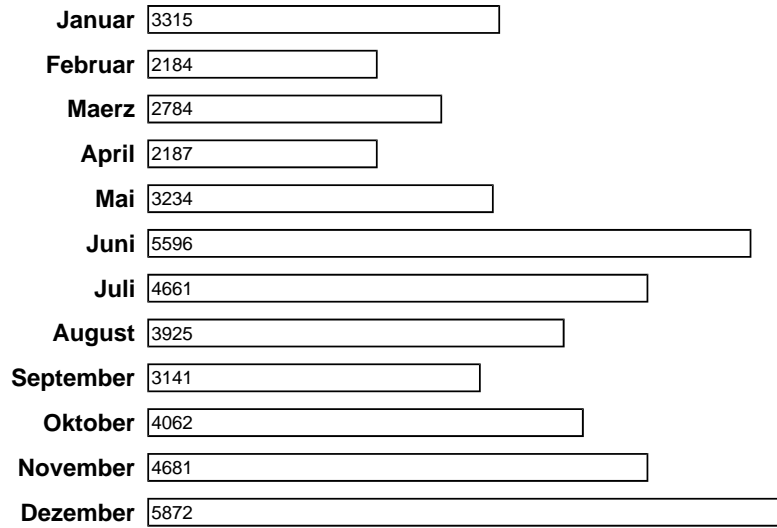 Januar 3315
Februar 2184
Maerz 2784
April 2187
Mai 3234
Juni 5596
Juli 4661
August 3925
September 3141
Oktober 4062
November 4681
Dezember 5872